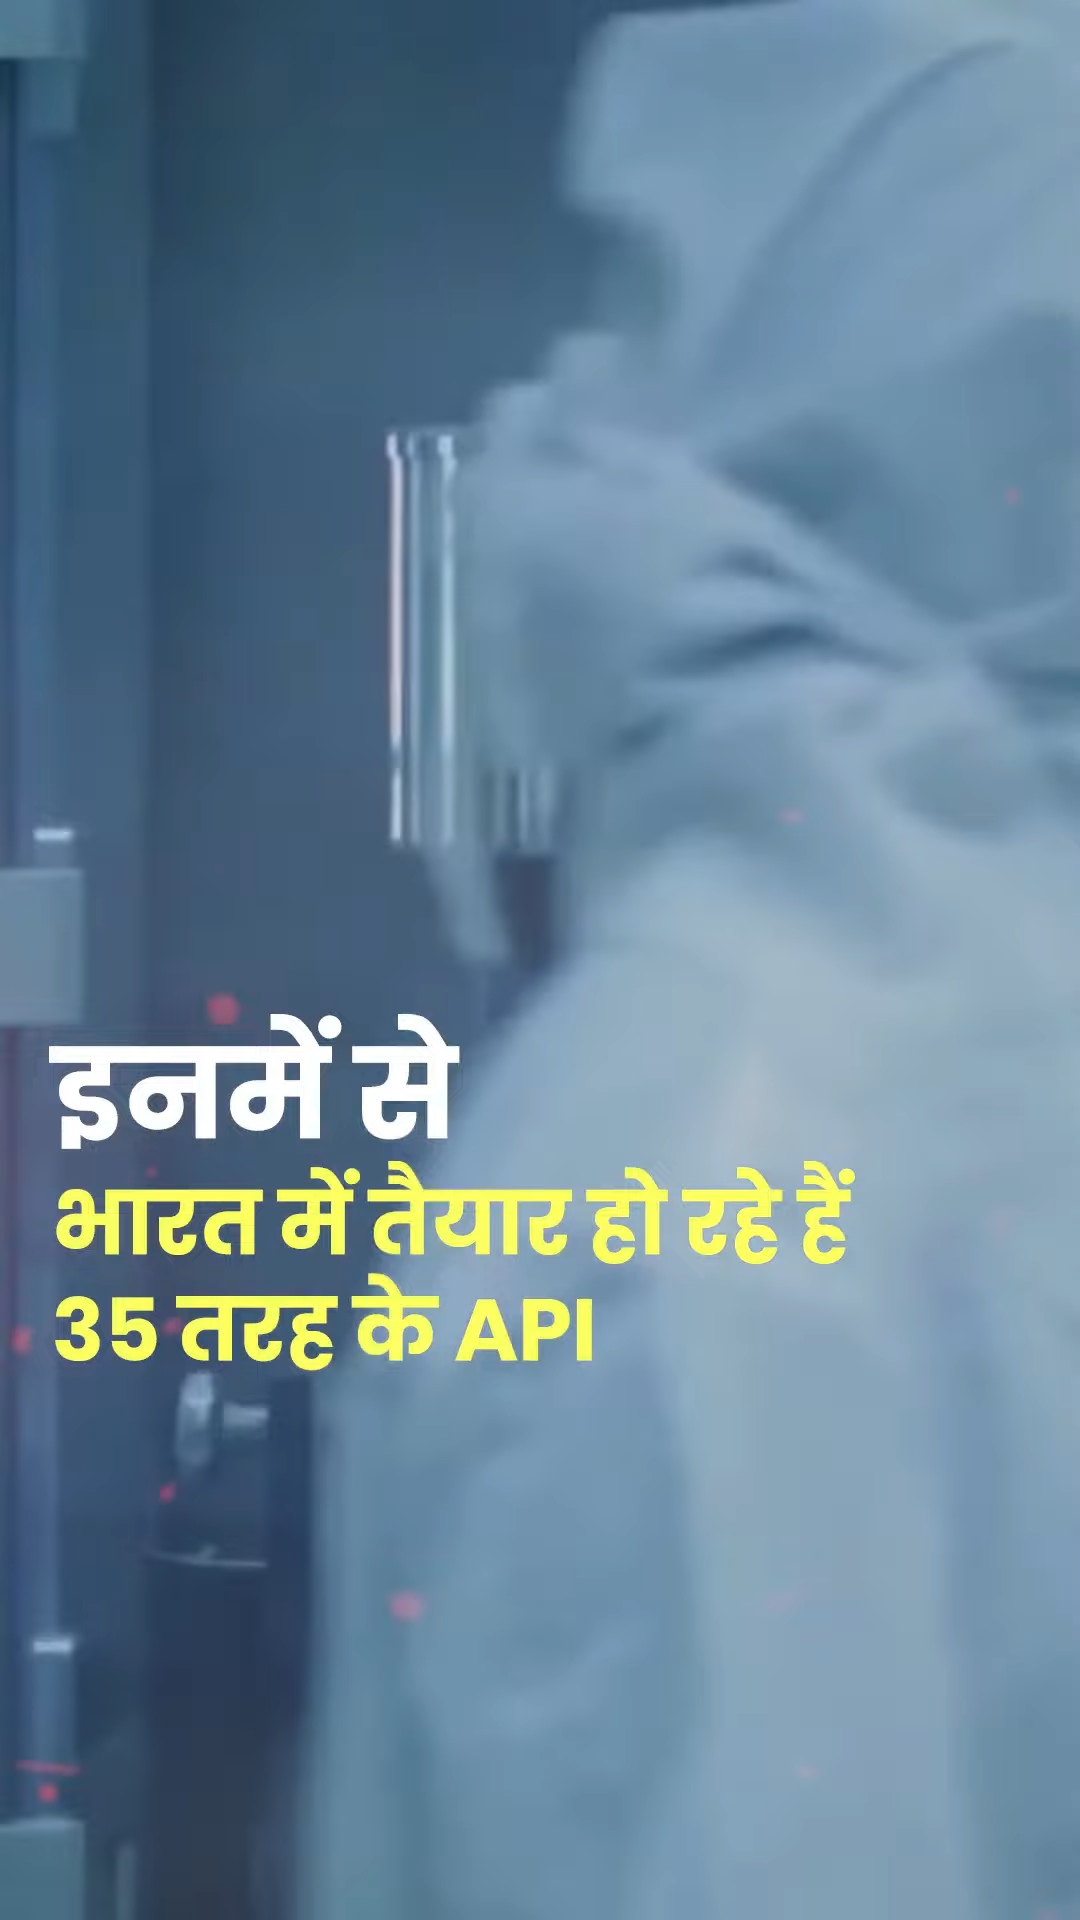 इनमें से
भारत में तैयार हो रहे हैं
35 तरह के API